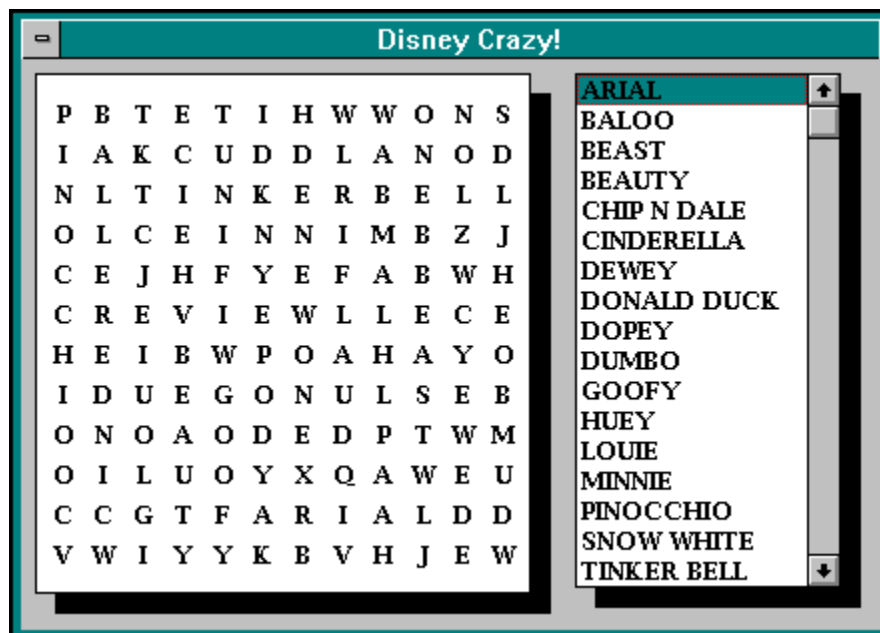 Disney Crazy!
P B T E T I H W W O N S
I A K C U D D L A N O D
N L T I N K E R B E L L
O L C E I N N I M B Z J
C E J H F Y E F A B W H
C R E V I E W L L E C E
H E I B W P O A H A Y O
I D U E G O N U L S E B
O N O A O D E D P T W M
O I L U O Y X Q A W E U
C C G T F A R I A L D D
V W I Y Y K B V H J E W
ARIAL
BALOO
BEAST
BEAUTY
CHIP N DALE
CINDERELLA
DEWEY
DONALD DUCK
DOPEY
DUMBO
GOOFY
HUEY
LOUIE
MINNIE
PINOCCHIO
SNOW WHITE
TINKER BELL